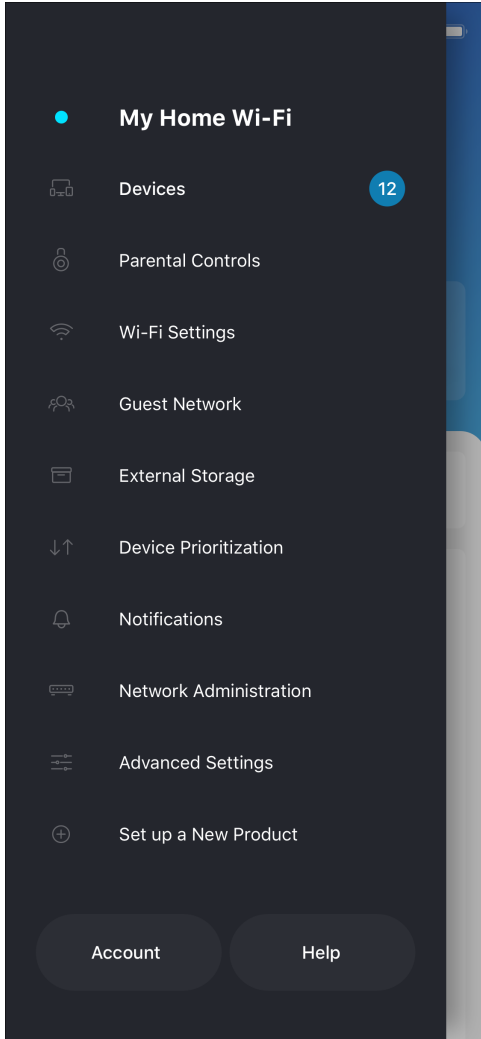 My Home Wi-Fi
Devices 12
Parental Controls
Wi-Fi Settings
Guest Network
External Storage
Device Prioritization
Notifications
Network Administration
Advanced Settings
Set up a New Product
Account Help